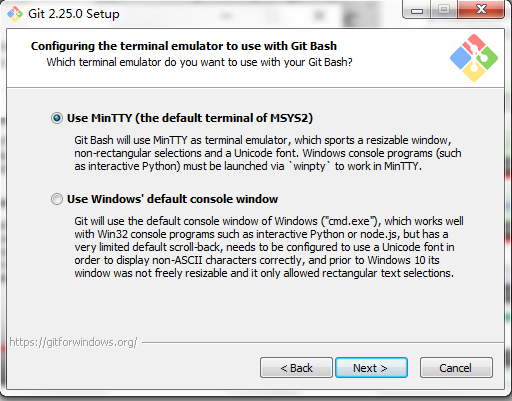 Git 2.25.0 Setup
Configuring the terminal emulator to use with Git Bash
Which terminal emulator do you want to use with your Git Bash?
Use MinTTY (the default terminal of MSYS2)
Git Bash will use MinTTY as terminal emulator, which sports a resizable window,
non-rectangular selections and a Unicode font. Windows console programs (such
as interactive Python) must be launched via `winpty` to work in MinTTY.
Use Windows' default console window
Git will use the default console window of Windows ("cmd.exe"), which works well
with Win32 console programs such as interactive Python or node.js, but has a
very limited default scroll-back, needs to be configured to use a Unicode font in
order to display non-ASCII characters correctly, and prior to Windows 10 its
window was not freely resizable and it only allowed rectangular text selections.
https://gitforwindows.org/
< Back
Next >
Cancel